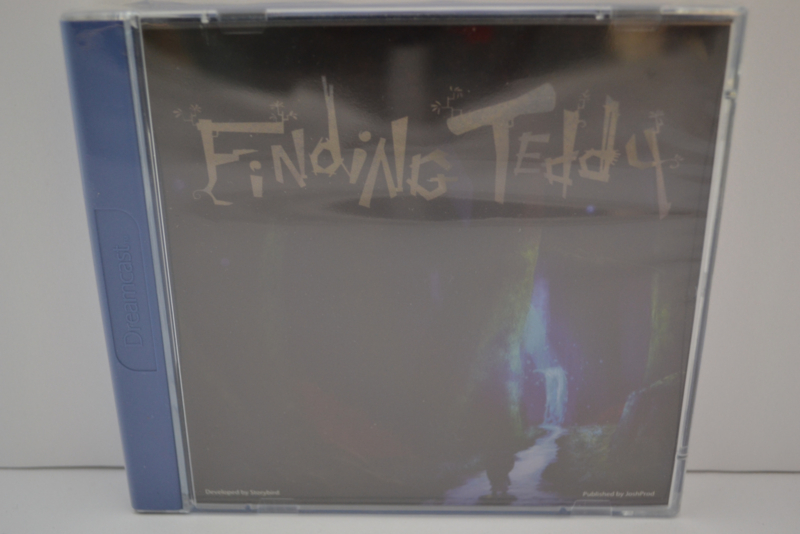 Finding Teddy
Dreamcast
Developed by Storybird
Published by JoshProd